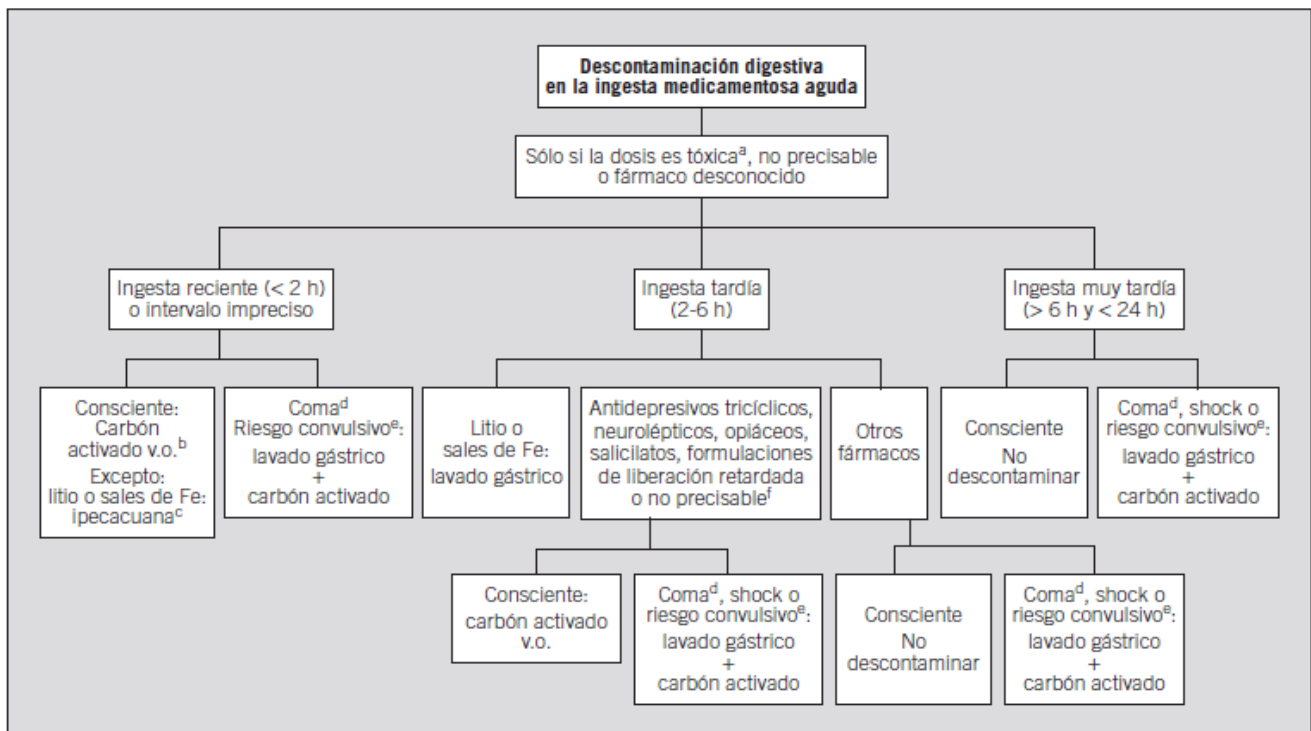 Descontaminación digestiva
en la ingesta medicamentosa aguda
Sólo si la dosis es tóxicaᵃ, no precisable
o fármaco desconocido
Ingesta reciente (< 2 h)
o intervalo impreciso
Ingesta tardía
(2-6 h)
Ingesta muy tardía
(> 6 h y < 24 h)
Consciente:
Carbón
activado v.o.ᵇ
Excepto:
litio o sales de Fe:
ipecacuanaᶜ
Comaᵈ
Riesgo convulsivoᵉ:
lavado gástrico
+
carbón activado
Litio o
sales de Fe:
lavado gástrico
Antidepresivos tricíclicos,
neurolépticos, opiáceos,
salicilatos, formulaciones
de liberación retardada
o no precisableᶠ
Otros
fármacos
Consciente
No
descontaminar
Comaᵈ, shock o
riesgo convulsivoᵉ:
lavado gástrico
+
carbón activado
Consciente:
carbón activado
v.o.
Comaᵈ, shock o
riesgo convulsivoᵉ:
lavado gástrico
+
carbón activado
Consciente
No
descontaminar
Comaᵈ, shock o
riesgo convulsivoᵉ:
lavado gástrico
+
carbón activado